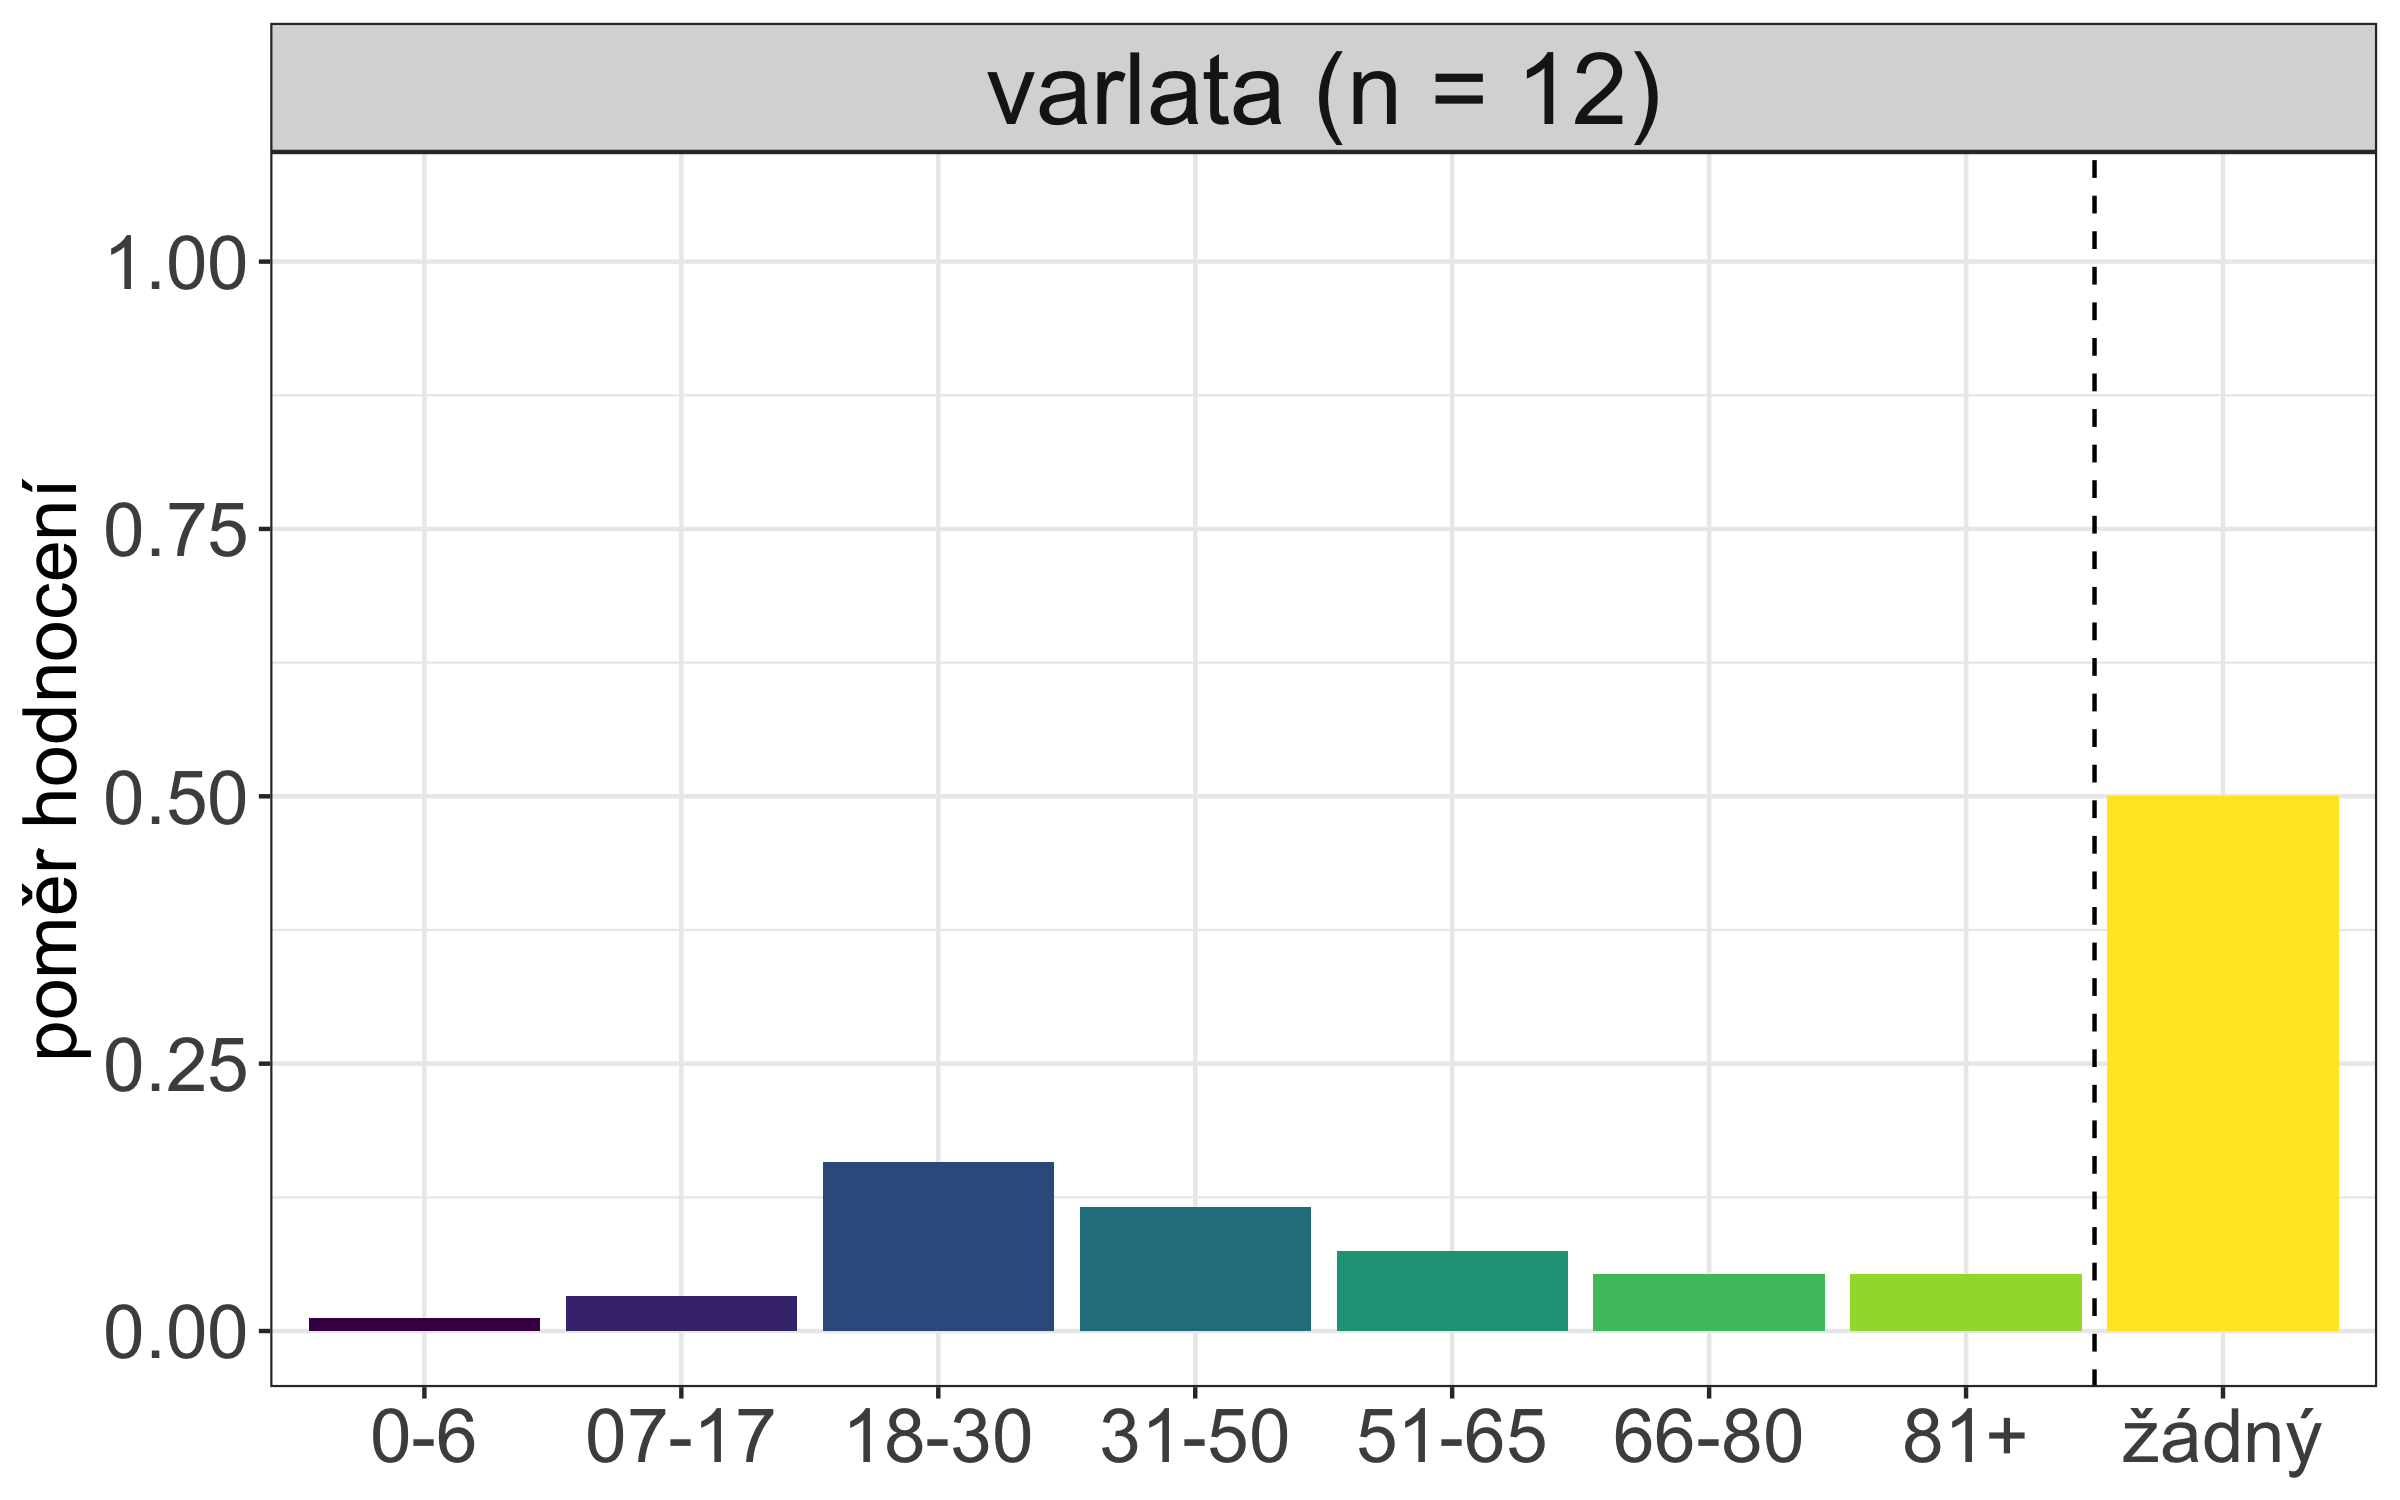 varlata (n = 12)
poměr hodnocení
1.00
0.75
0.50
0.25
0.00
0-6 07-17 18-30 31-50 51-65 66-80 81+ žádný